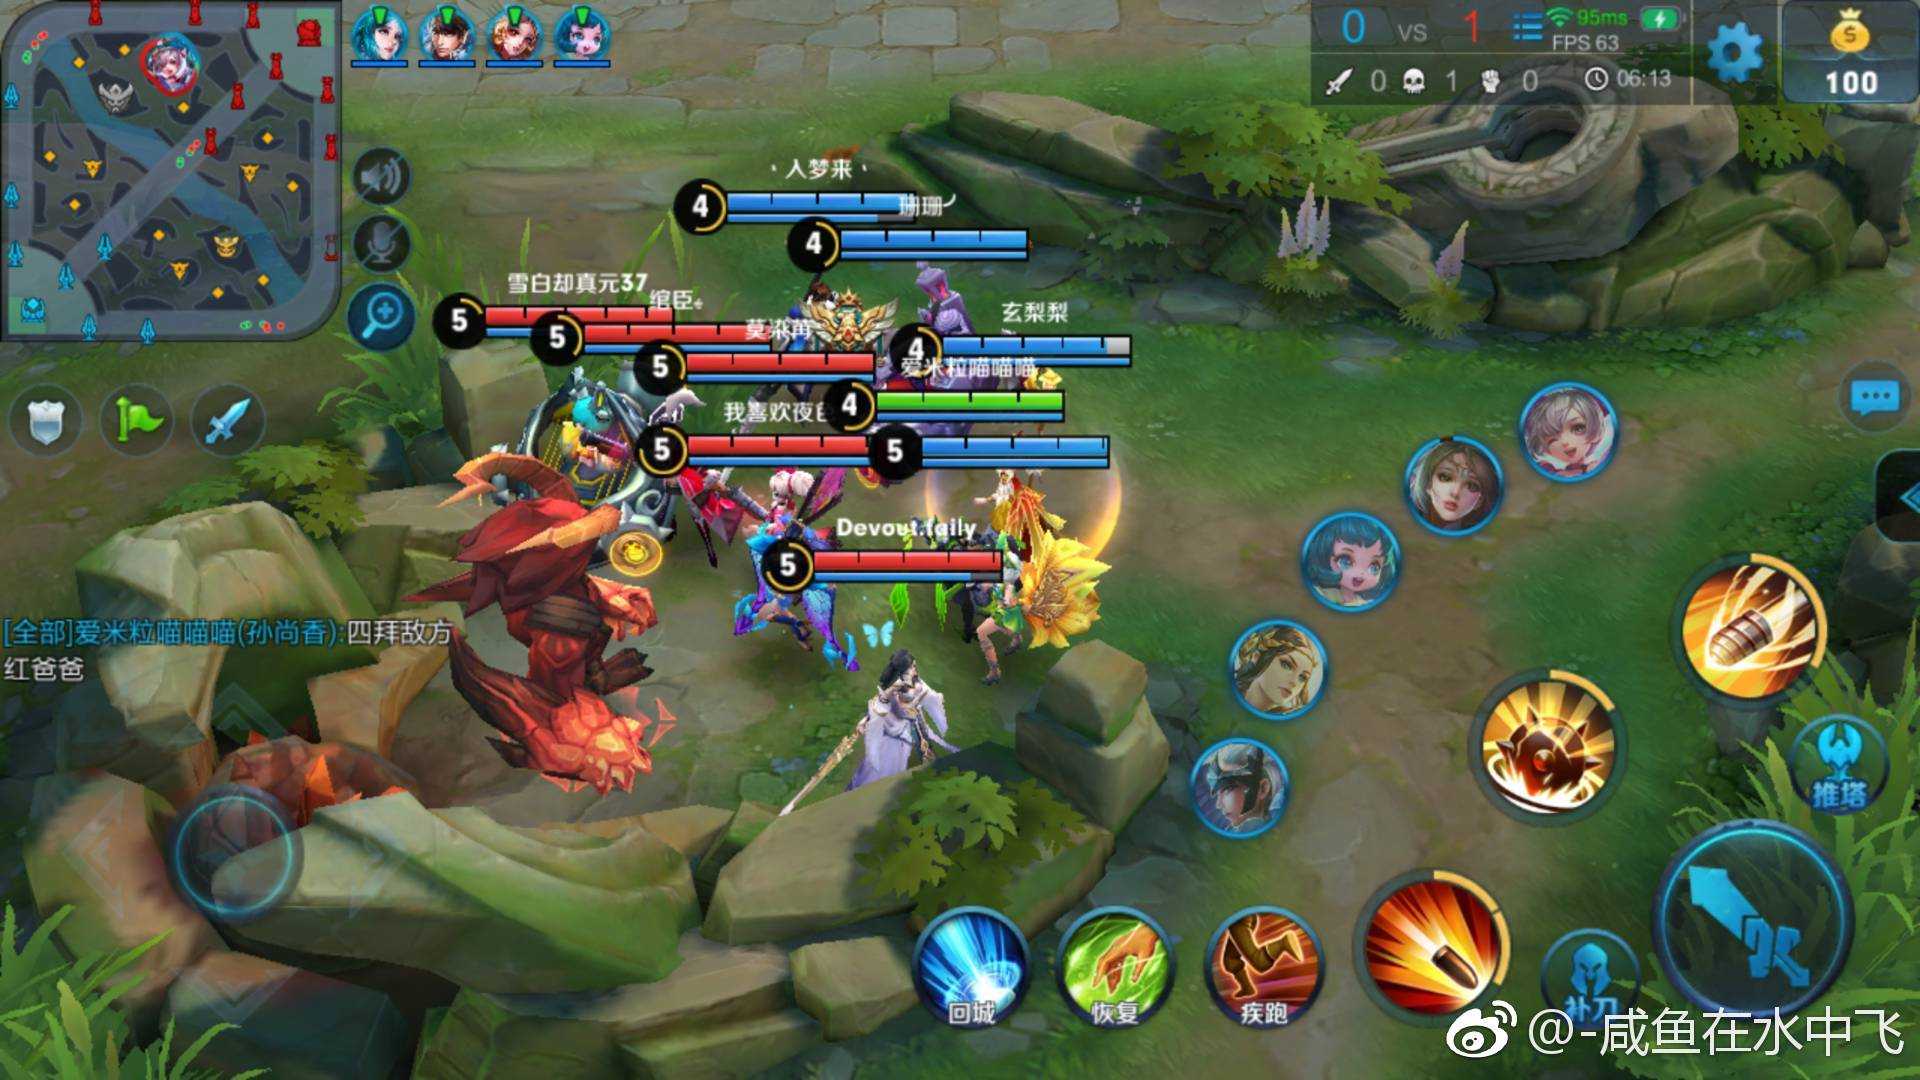 0 VS 1 95ms
FPS 63
0 1 0 06:13
100
·入梦来·
4
珊珊
4
雪白却真元37
5
绾臣
5
5
玄梨梨
4
爱米粒喵喵喵
4
我喜欢夜色
5
5
Devout.faily
5
[全部]爱米粒喵喵喵(孙尚香):四拜敌方
红爸爸
推塔
回城
恢复
疾跑
补刀
@-咸鱼在水中飞